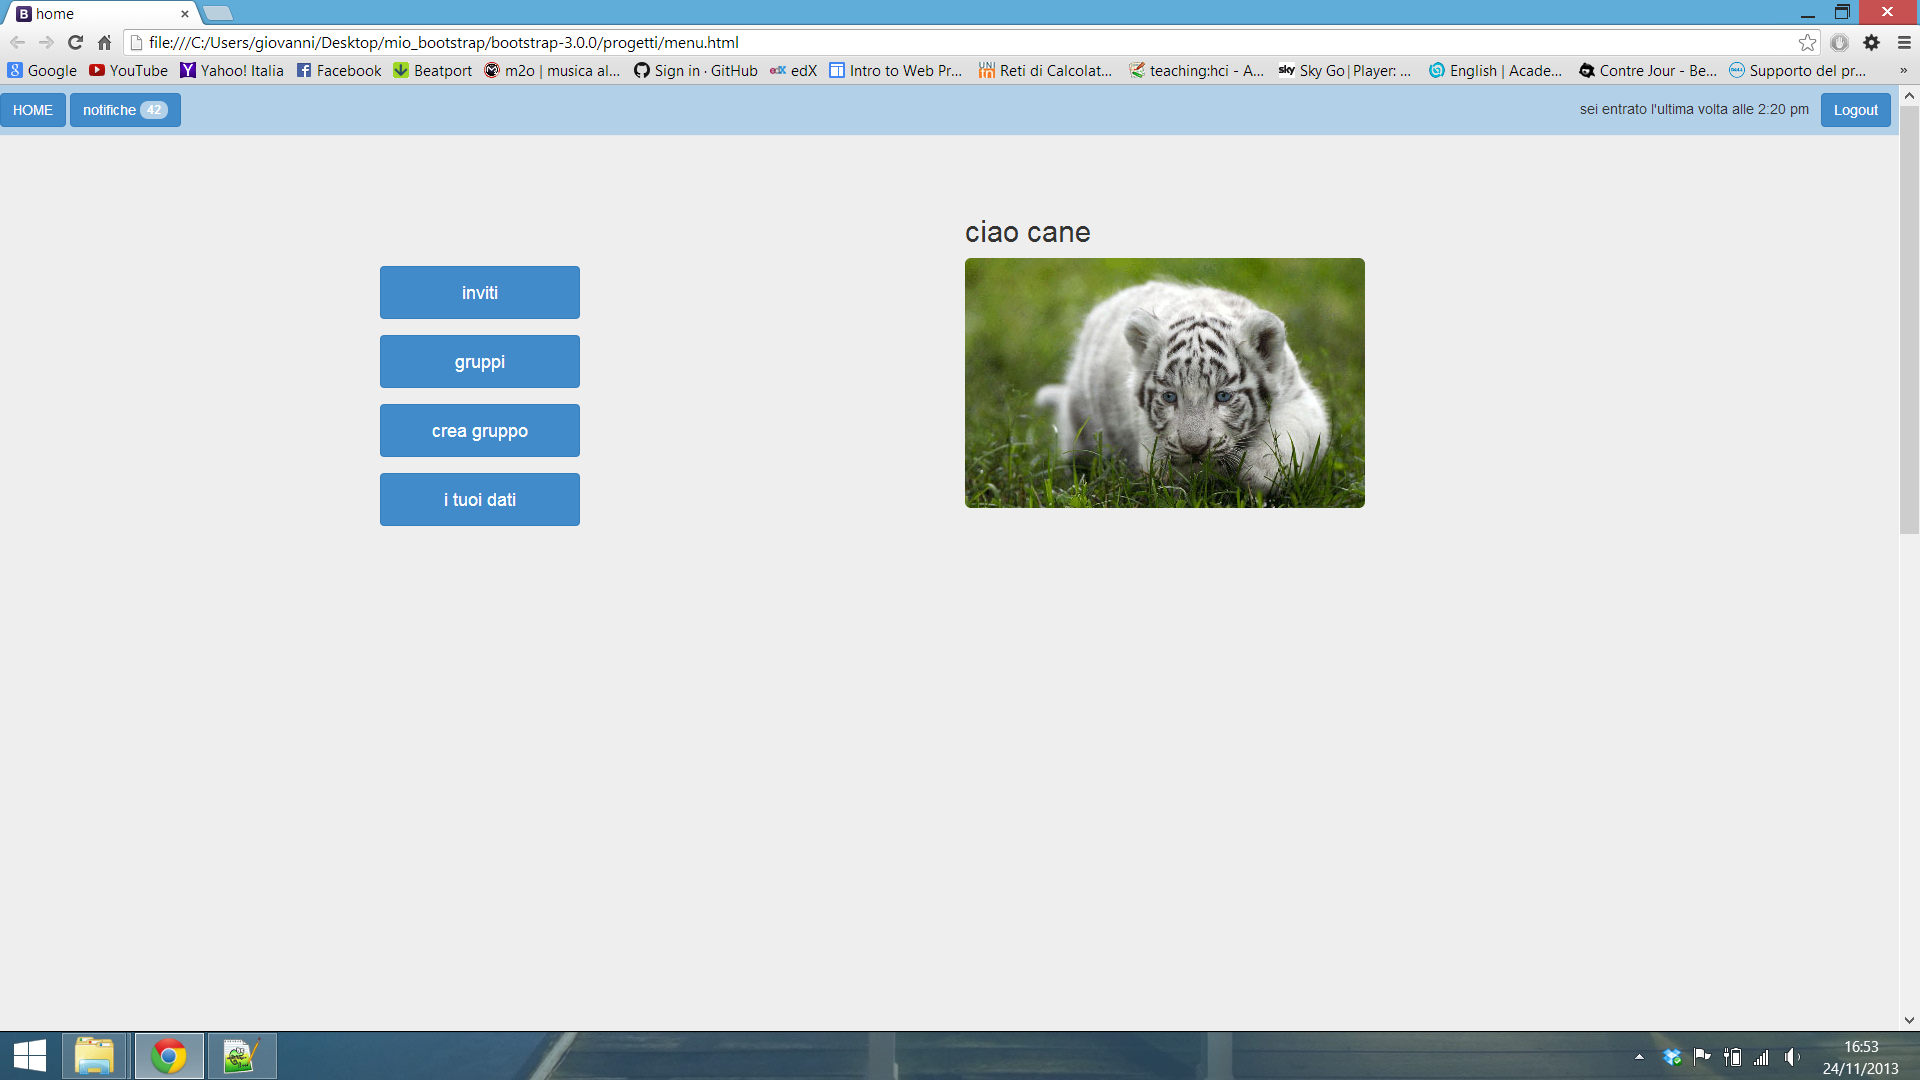 home
file:///C:/Users/giovanni/Desktop/mio_bootstrap/bootstrap-3.0.0/progetti/menu.html
Google YouTube Yahoo! Italia Facebook Beatport m2o | musica al... Sign in · GitHub edX Intro to Web Pr... Reti di Calcolat... teaching:hci - A... Sky Go | Player: ... English | Acade... Contre Jour - Be... Supporto del pr... »
HOME notifiche 42 sei entrato l'ultima volta alle 2:20 pm Logout
ciao cane
inviti
gruppi
crea gruppo
i tuoi dati
16:53
24/11/2013